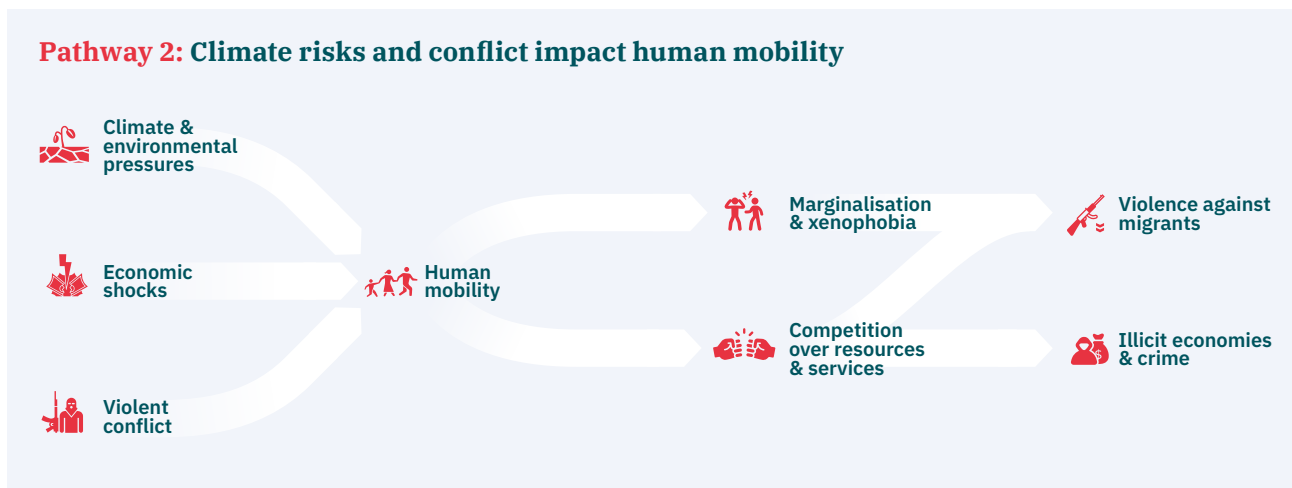 Pathway 2: Climate risks and conflict impact human mobility
Climate &
environmental
pressures
Economic
shocks
Violent
conflict
Human
mobility
Marginalisation
& xenophobia
Competition
over resources
& services
Violence against
migrants
Illicit economies
& crime
$